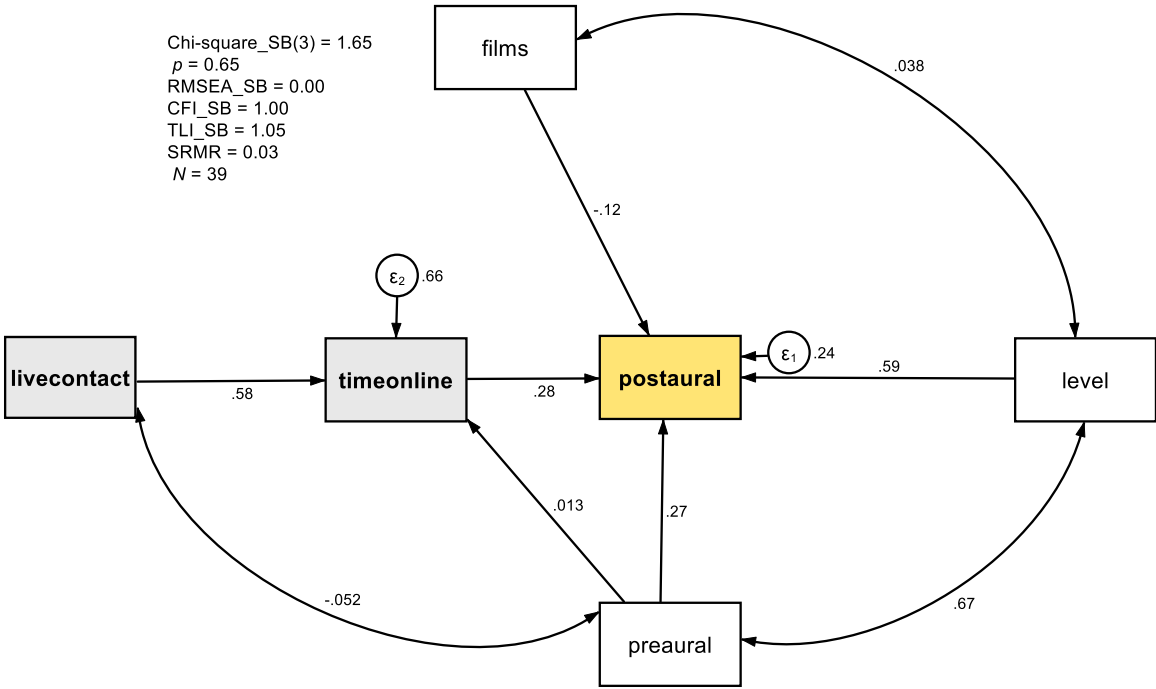 Chi-square_SB(3) = 1.65
p = 0.65
RMSEA_SB = 0.00
CFI_SB = 1.00
TLI_SB = 1.05
SRMR = 0.03
N = 39
films
.038
-.12
ε2
.66
livecontact
.58
timeonline
.28
postaural
ε1
.24
.59
level
.013
.27
-.052
.67
preaural